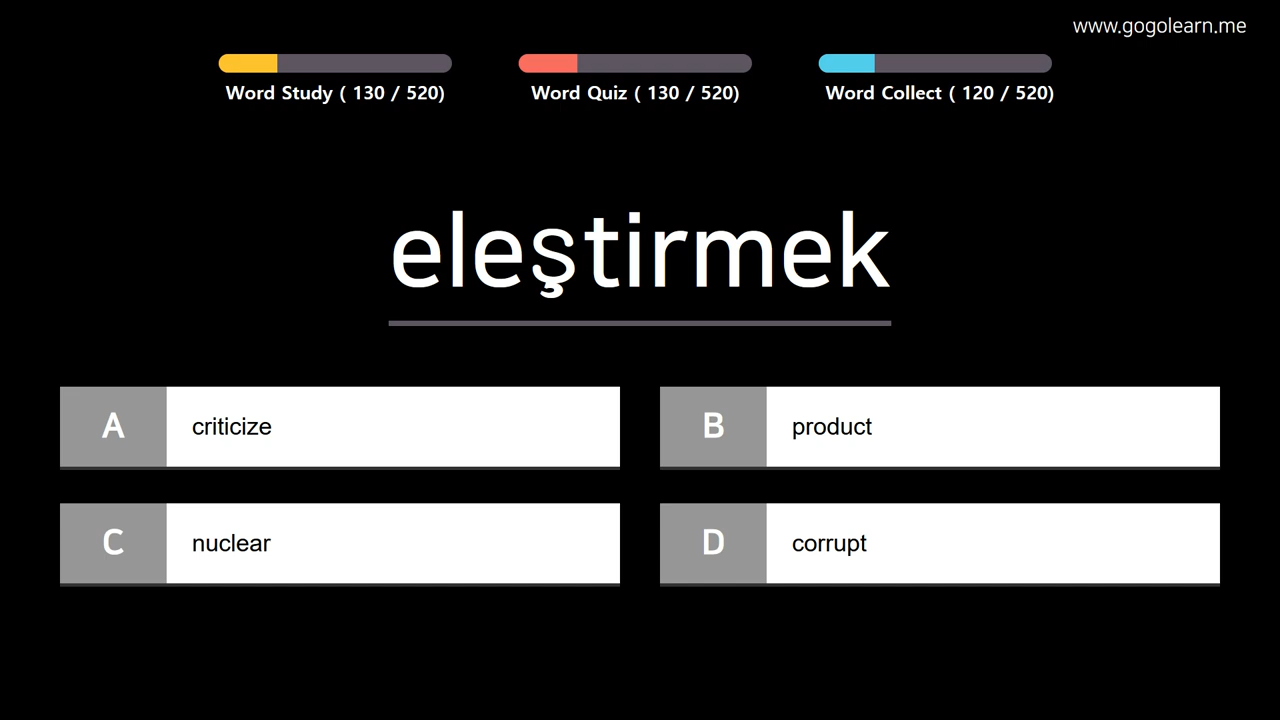 www.gogolearn.me
Word Study ( 130 / 520)
Word Quiz ( 130 / 520)
Word Collect ( 120 / 520)
eleştirmek
A criticize
B product
C nuclear
D corrupt